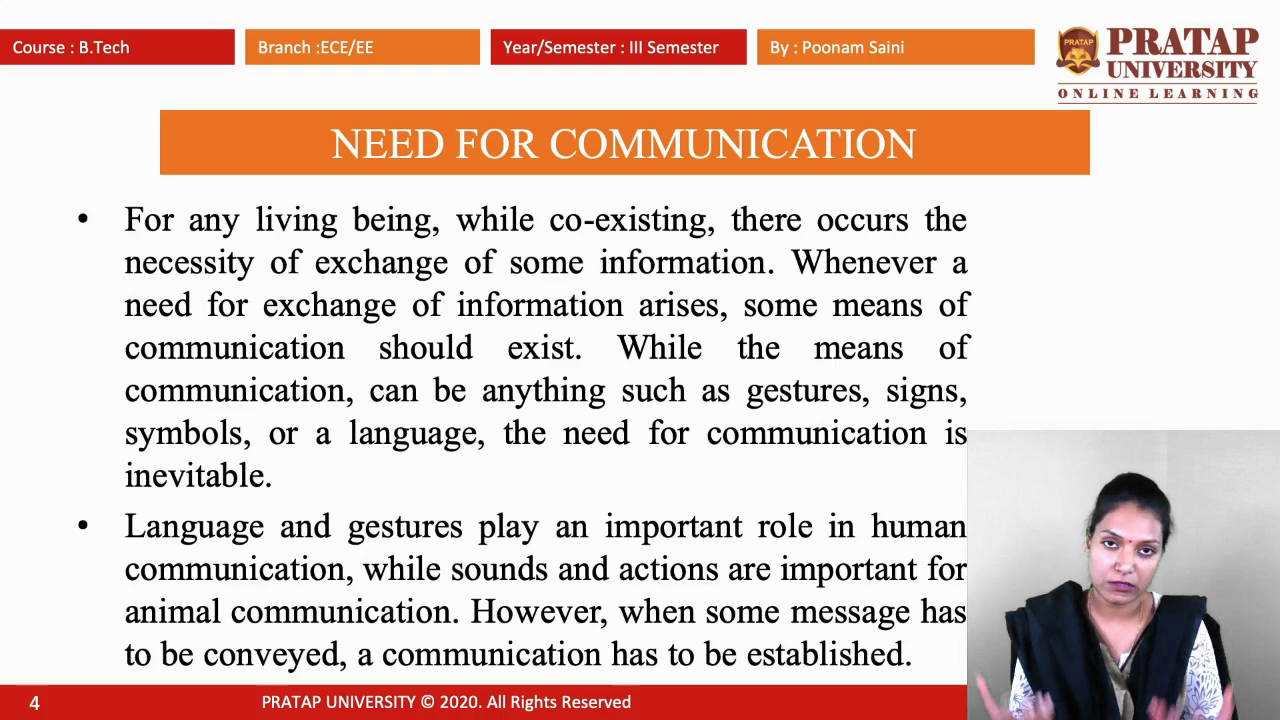 Course : B.Tech
Branch :ECE/EE
Year/Semester : III Semester
By : Poonam Saini
PRATAP
PRATAP
UNIVERSITY
ONLINE LEARNING
NEED FOR COMMUNICATION
• For any living being, while co-existing, there occurs the
necessity of exchange of some information. Whenever a
need for exchange of information arises, some means of
communication should exist. While the means of
communication, can be anything such as gestures, signs,
symbols, or a language, the need for communication is
inevitable.
• Language and gestures play an important role in human
communication, while sounds and actions are important for
animal communication. However, when some message has
to be conveyed, a communication has to be established.
4
PRATAP UNIVERSITY © 2020. All Rights Reserved